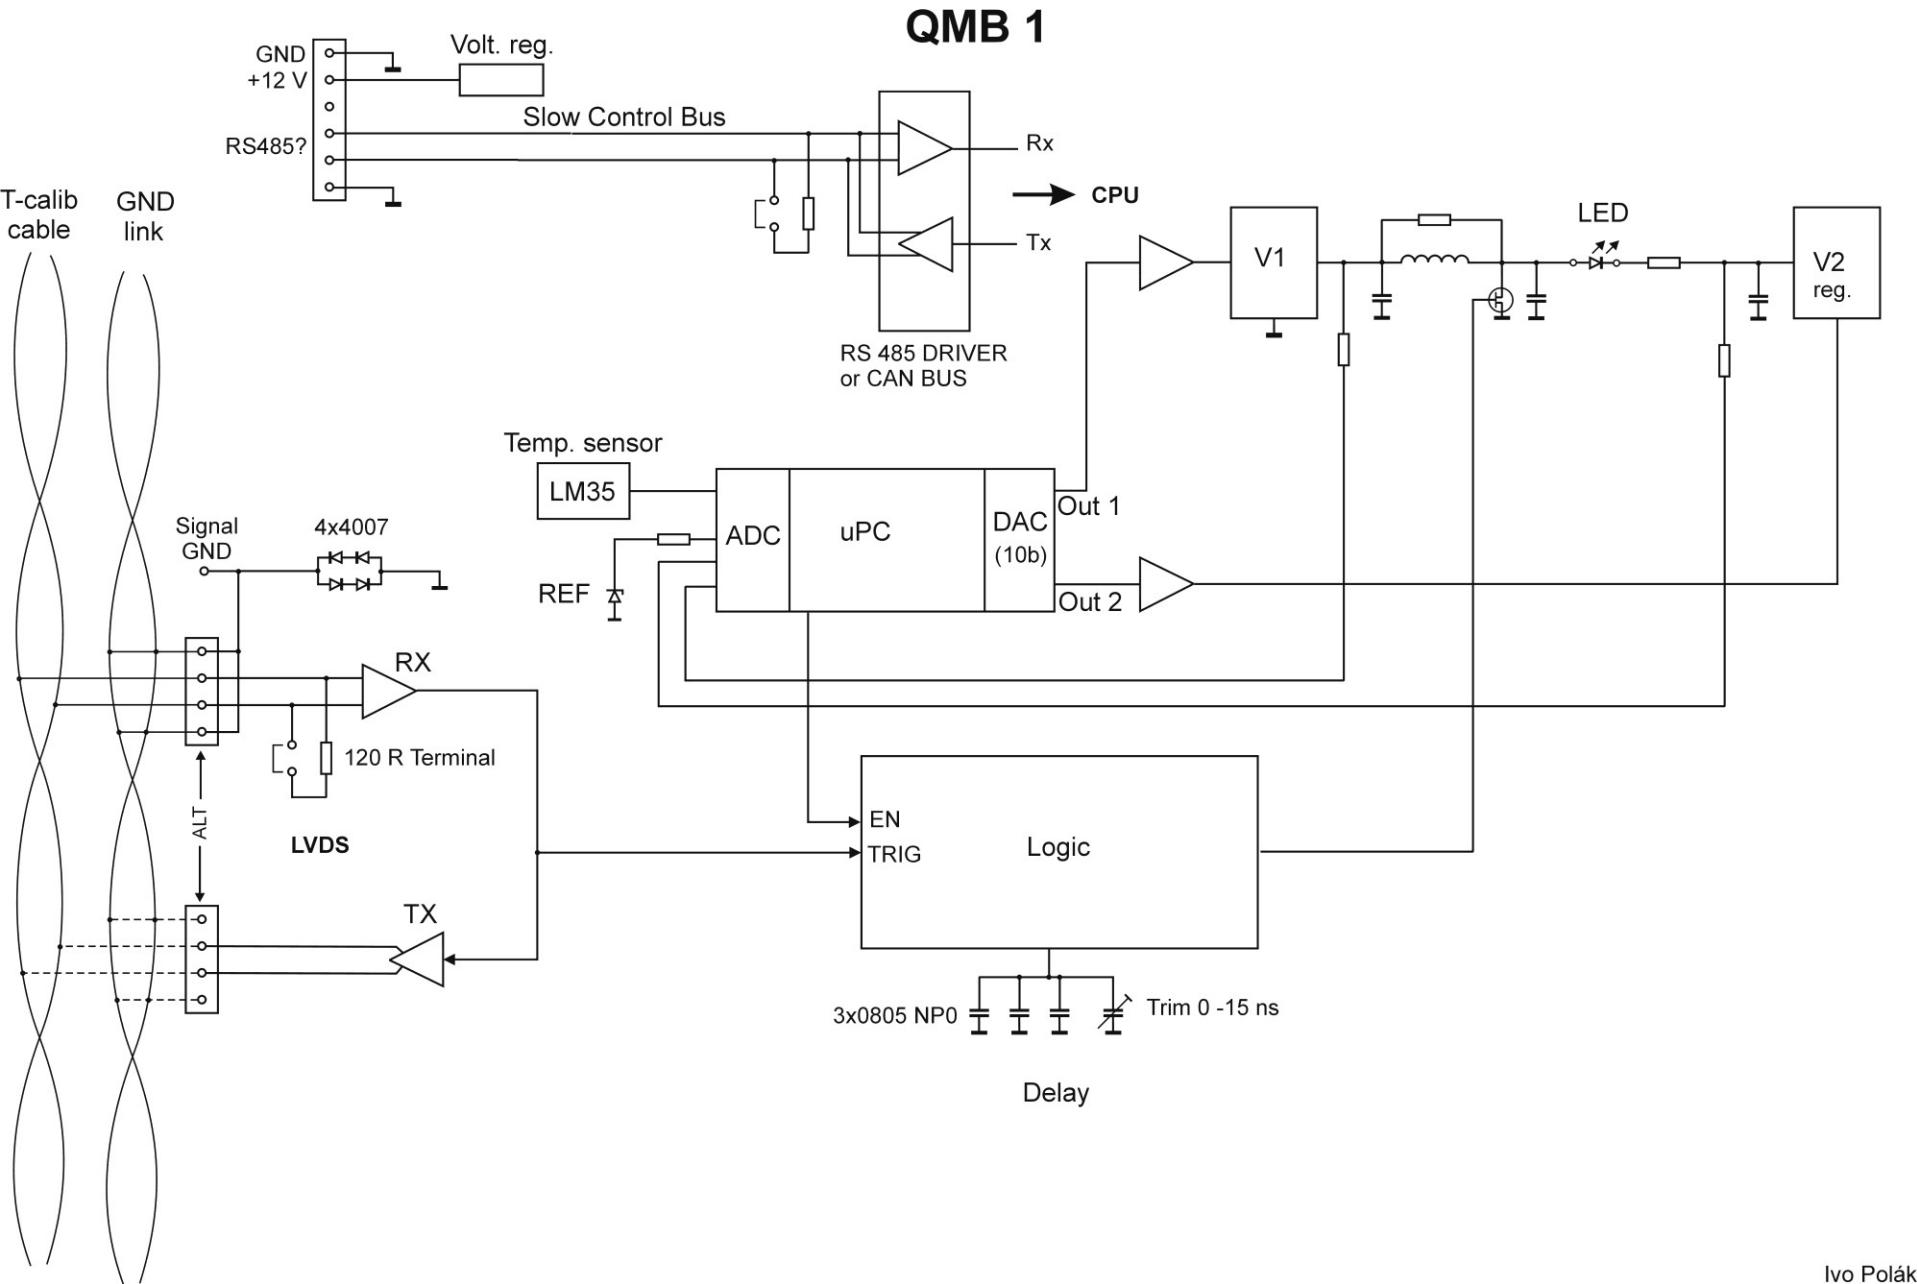 QMB 1
GND
+12 V
RS485?
Volt. reg.
Slow Control Bus
Rx
CPU
Tx
RS 485 DRIVER
or CAN BUS
T-calib
cable
GND
link
V1
LED
V2
reg.
Temp. sensor
LM35
REF
ADC
uPC
DAC
(10b)
Out 1
Out 2
Signal
GND
4x4007
RX
120 R Terminal
ALT
LVDS
TX
EN
TRIG
Logic
3x0805 NP0
Trim 0 -15 ns
Delay
Ivo Polák